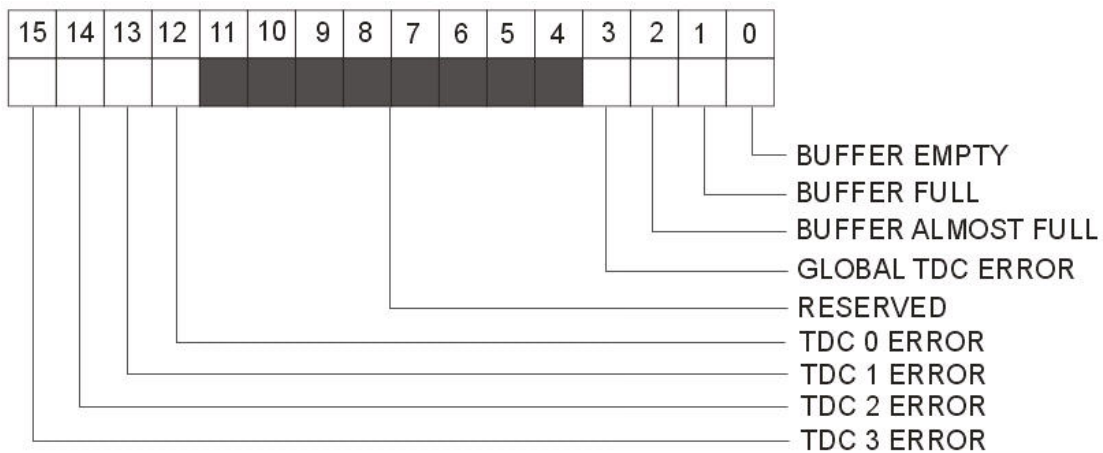 15 14 13 12 11 10 9 8 7 6 5 4 3 2 1 0
BUFFER EMPTY
BUFFER FULL
BUFFER ALMOST FULL
GLOBAL TDC ERROR
RESERVED
TDC 0 ERROR
TDC 1 ERROR
TDC 2 ERROR
TDC 3 ERROR